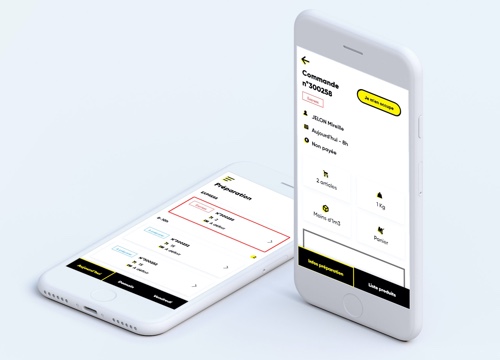 Commande
n°300258
Je m'en occupe
JELON Mireille
Aujourd'hui - 8h
Non payée
2 articles
1 Kg
Moins d'1m3
Panier
Infos préparation
Liste produits
Préparation
EXPRESS
Aujourd'hui
Demain
Vendredi